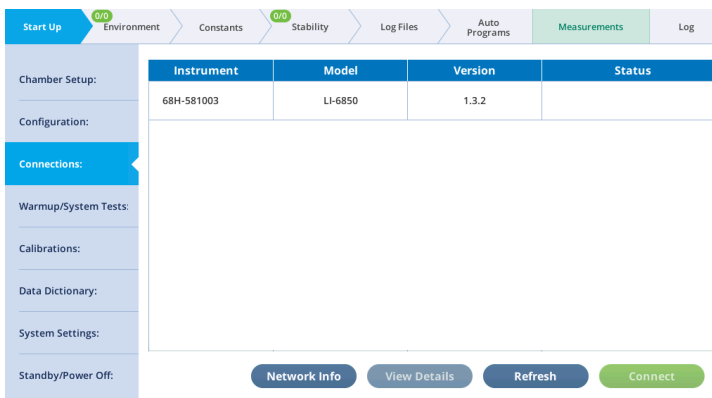 Start Up
0/0
Environment
Constants
0/0
Stability
Log Files
Auto
Programs
Measurements
Log
Chamber Setup:
Configuration:
Connections:
Warmup/System Tests:
Calibrations:
Data Dictionary:
System Settings:
Standby/Power Off:
Instrument Model Version Status
68H-581003 LI-6850 1.3.2
Network Info View Details Refresh Connect